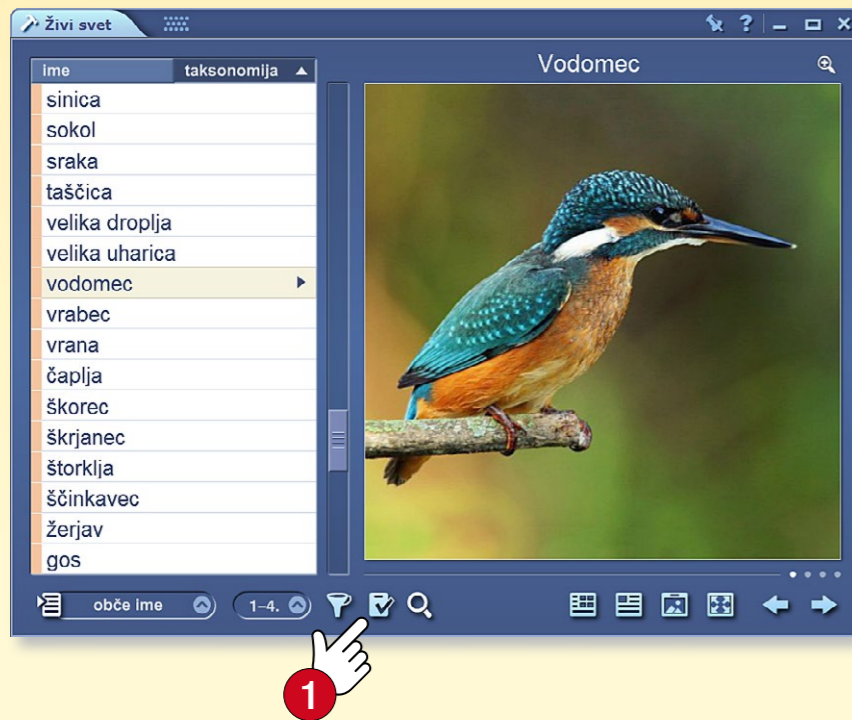 Živi svet
?
ime taksonomija
Vodomec
sinica
sokol
sraka
taščica
velika droplja
velika uharica
vodomec
vrabec
vrana
čaplja
škorec
škrjanec
štorklja
ščinkavec
žerjav
gos
obče ime 1–4.
1